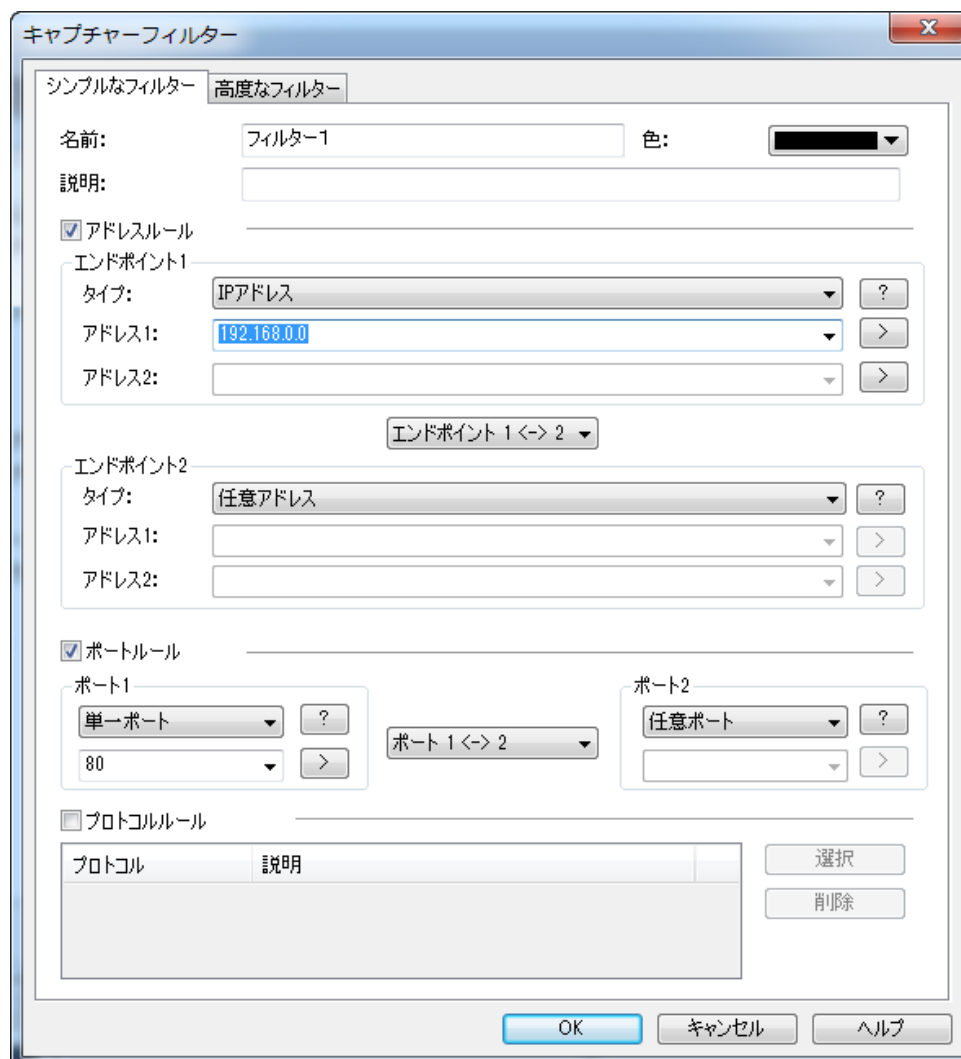 キャプチャーフィルター
シンプルなフィルター 高度なフィルター
名前: フィルター1 色:
説明:
アドレスルール
エンドポイント1
タイプ: IPアドレス ?
アドレス1: 192.168.0.0 >
アドレス2: >
エンドポイント 1 <-> 2
エンドポイント2
タイプ: 任意アドレス ?
アドレス1: >
アドレス2: >
ポートルール
ポート1 ポート2
単一ポート ? ポート 1 <-> 2 任意ポート ?
80 > >
プロトコルルール
プロトコル 説明 選択
削除
OK キャンセル ヘルプ